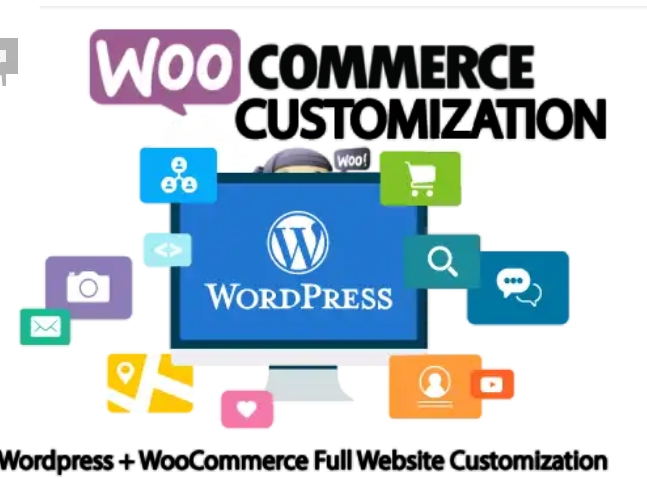 WOO COMMERCE
CUSTOMIZATION
Woo!
WORDPRESS
Wordpress + WooCommerce Full Website Customization